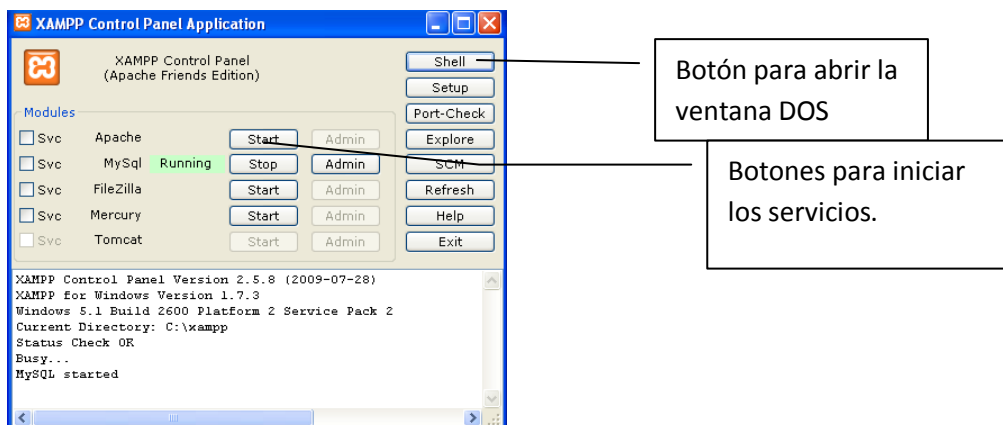 XAMPP Control Panel Application
XAMPP Control Panel
(Apache Friends Edition)
Shell
Setup
Port-Check
Explore
SCM
Refresh
Help
Exit
Modules
Svc Apache Start Admin
Svc MySql Running Stop Admin
Svc FileZilla Start Admin
Svc Mercury Start Admin
Svc Tomcat Start Admin
XAMPP Control Panel Version 2.5.8 (2009-07-28)
XAMPP for Windows Version 1.7.3
Windows 5.1 Build 2600 Platform 2 Service Pack 2
Current Directory: C:\xampp
Status Check OK
Busy...
MySQL started
Botón para abrir la
ventana DOS
Botones para iniciar
los servicios.